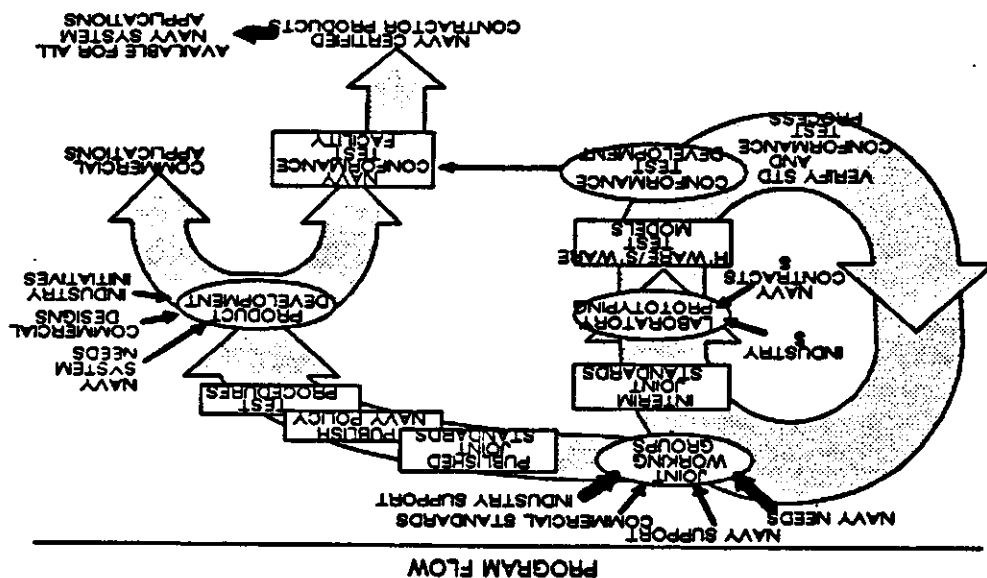 PROGRAM FLOW
NAVY NEEDS
NAVY SUPPORT
COMMERCIAL STANDARDS
INDUSTRY SUPPORT
JOINT
WORKING
GROUPS
PUBLISHED
JOINT
STANDARDS
PUBLISH
NAVY POLICY
TEST
PROCEDURES
INTERIM
JOINT
STANDARDS
INDUSTRY
$
LABORATORY
PROTOTYPING
NAVY
CONTRACTS
$
H'WARE/S'WARE
TEST
MODELS
VERIFY STD
AND
CONFORMANCE
TEST
PROCESS
CONFORMANCE
TEST
DEVELOPMENT
NAVY
SYSTEM
NEEDS
COMMERCIAL
DESIGNS
INDUSTRY
INITIATIVES
PRODUCT
DEVELOPMENT
NAVY
CONFORMANCE
TEST
FACILITY
COMMERCIAL
APPLICATIONS
NAVY CERTIFIED
CONTRACTOR PRODUCTS
AVAILABLE FOR ALL
NAVY SYSTEM
APPLICATIONS